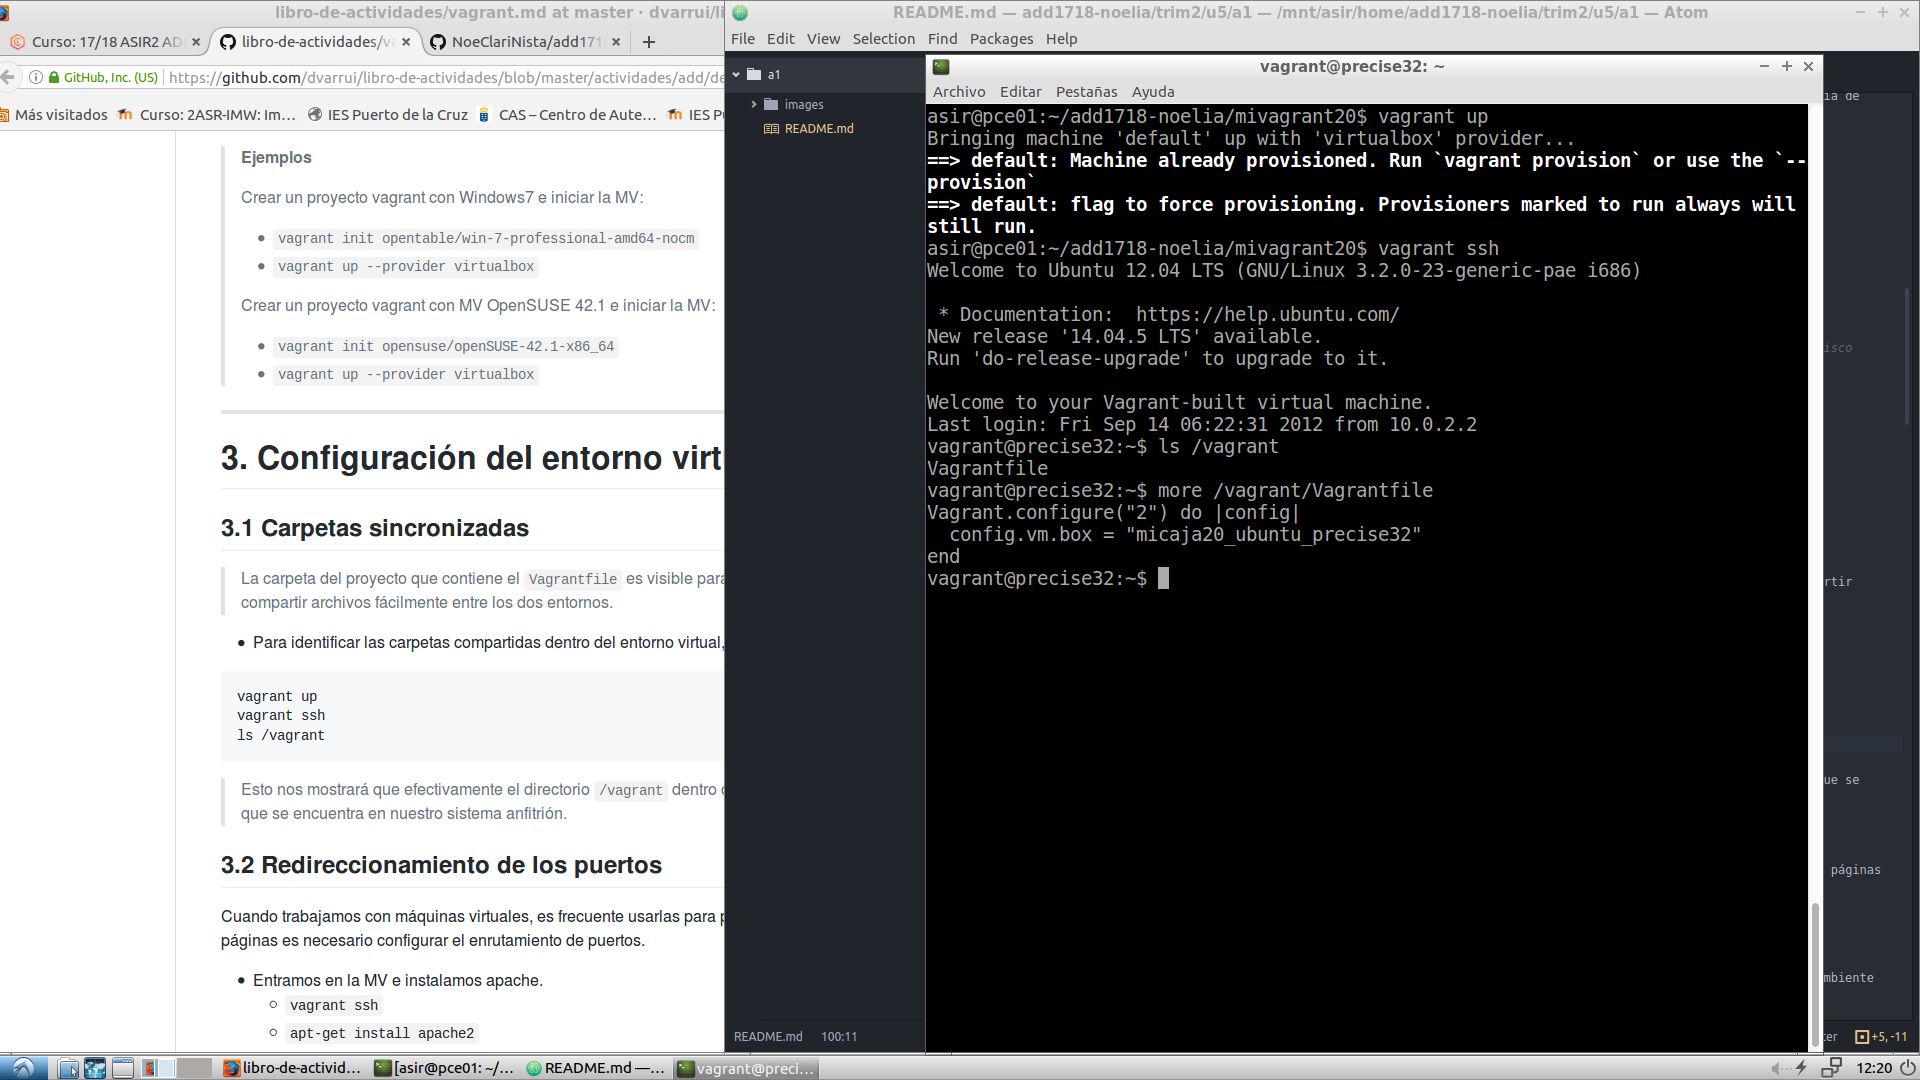 libro-de-actividades/vagrant.md at master · dvarrui/li
Curso: 17/18 ASIR2 AD
libro-de-actividades/va
NoeClariNista/add171
GitHub, Inc. (US)
https://github.com/dvarrui/libro-de-actividades/blob/master/actividades/add/de
Más visitados
Curso: 2ASR-IMW: Im...
IES Puerto de la Cruz
CAS – Centro de Aute...
IES P
Ejemplos
Crear un proyecto vagrant con Windows7 e iniciar la MV:
vagrant init opentable/win-7-professional-amd64-nocm
vagrant up --provider virtualbox
Crear un proyecto vagrant con MV OpenSUSE 42.1 e iniciar la MV:
vagrant init opensuse/openSUSE-42.1-x86_64
vagrant up --provider virtualbox
3. Configuración del entorno virt
3.1 Carpetas sincronizadas
La carpeta del proyecto que contiene el Vagrantfile es visible para
compartir archivos fácilmente entre los dos entornos.
Para identificar las carpetas compartidas dentro del entorno virtual,
vagrant up
vagrant ssh
ls /vagrant
Esto nos mostrará que efectivamente el directorio /vagrant dentro d
que se encuentra en nuestro sistema anfitrión.
3.2 Redireccionamiento de los puertos
Cuando trabajamos con máquinas virtuales, es frecuente usarlas para p
páginas es necesario configurar el enrutamiento de puertos.
Entramos en la MV e instalamos apache.
vagrant ssh
apt-get install apache2
README.md — add1718-noelia/trim2/u5/a1 — /mnt/asir/home/add1718-noelia/trim2/u5/a1 — Atom
File Edit View Selection Find Packages Help
a1
images
README.md
README.md 100:11
vagrant@precise32: ~
Archivo Editar Pestañas Ayuda
asir@pce01:~/add1718-noelia/mivagrant20$ vagrant up
Bringing machine 'default' up with 'virtualbox' provider...
==> default: Machine already provisioned. Run `vagrant provision` or use the `--
provision`
==> default: flag to force provisioning. Provisioners marked to run always will
still run.
asir@pce01:~/add1718-noelia/mivagrant20$ vagrant ssh
Welcome to Ubuntu 12.04 LTS (GNU/Linux 3.2.0-23-generic-pae i686)
* Documentation:  https://help.ubuntu.com/
New release '14.04.5 LTS' available.
Run 'do-release-upgrade' to upgrade to it.
Welcome to your Vagrant-built virtual machine.
Last login: Fri Sep 14 06:22:31 2012 from 10.0.2.2
vagrant@precise32:~$ ls /vagrant
Vagrantfile
vagrant@precise32:~$ more /vagrant/Vagrantfile
Vagrant.configure("2") do |config|
config.vm.box = "micaja20_ubuntu_precise32"
end
vagrant@precise32:~$
ia de
isco
rtir
ue se
páginas
mbiente
ter +5, -11
libro-de-activid...
[asir@pce01: ~/...
README.md —...
vagrant@preci...
12:20